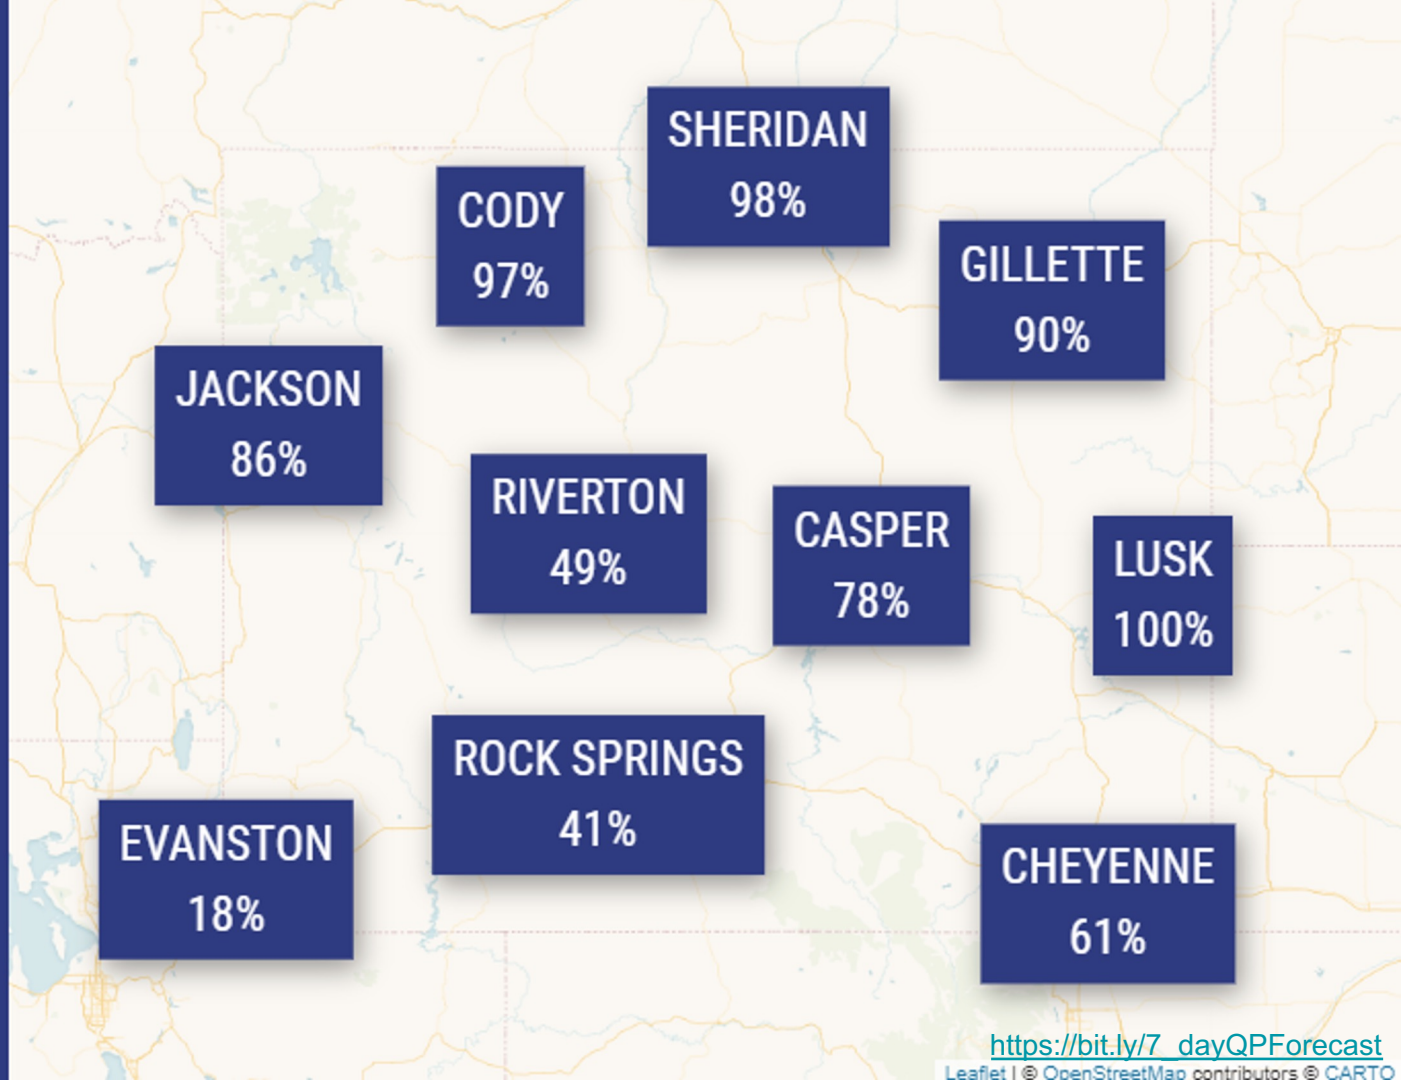 SHERIDAN
98%
CODY
97%
GILLETTE
90%
JACKSON
86%
RIVERTON
49%
CASPER
78%
LUSK
100%
ROCK SPRINGS
41%
EVANSTON
18%
CHEYENNE
61%
https://bit.ly/7_dayQPForecast
Leaflet | © OpenStreetMap contributors © CARTO